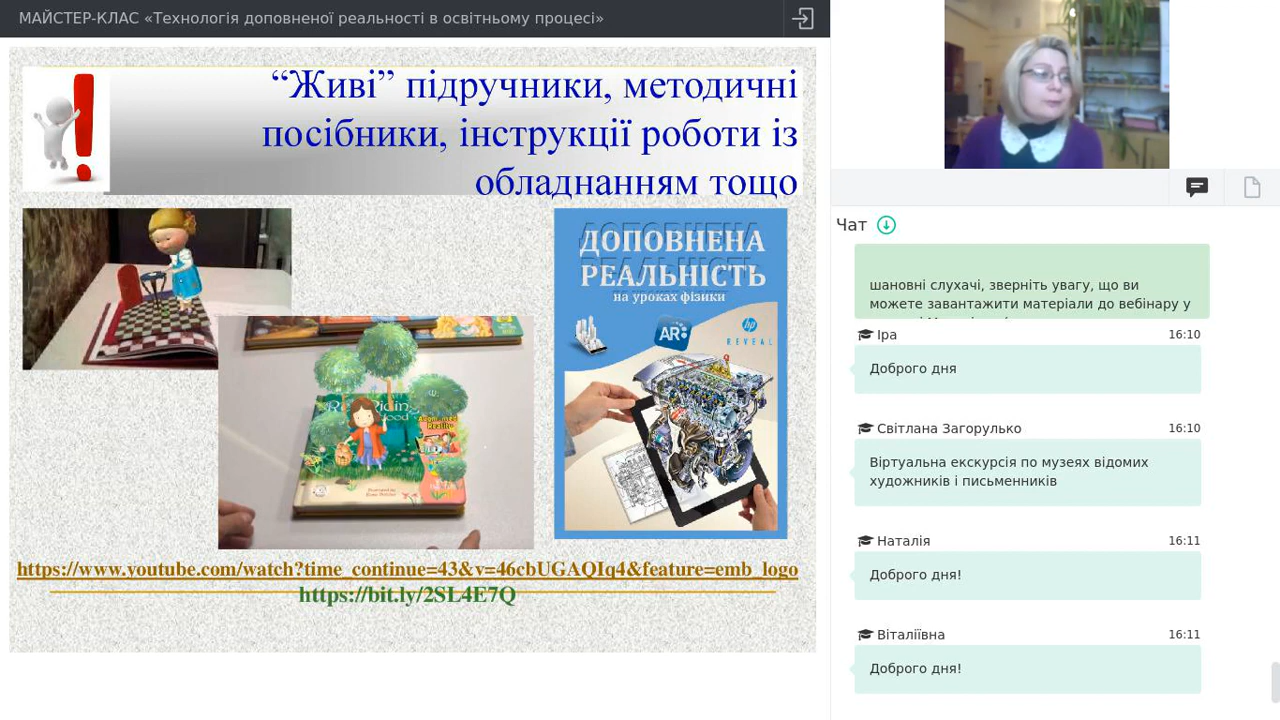 МАЙСТЕР-КЛАС «Технологія доповненої реальності в освітньому процесі»
“Живі” підручники, методичні
посібники, інструкції роботи із
обладнанням тощо
ДОПОВНЕНА
РЕАЛЬНІСТЬ
на уроках фізики
AR
hp
REVEAL
Augmented
Reality
https://www.youtube.com/watch?time_continue=43&v=46cbUGAQIq4&feature=emb_logo
https://bit.ly/2SL4E7Q
Чат
шановні слухачі, зверніть увагу, що ви
можете завантажити матеріали до вебінару у
Іра 16:10
Доброго дня
Світлана Загорулько 16:10
Віртуальна екскурсія по музеях відомих
художників і письменників
Наталія 16:11
Доброго дня!
Віталіївна 16:11
Доброго дня!